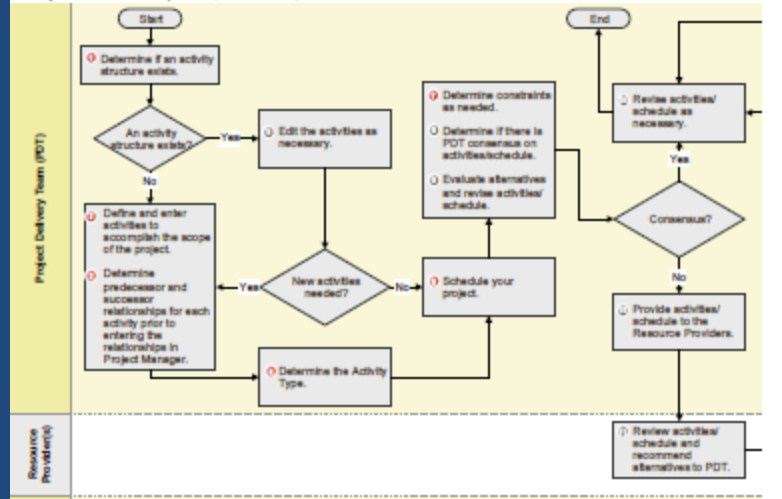 Start
End
Determine if an activity
structure exists.
An activity
structure exists?
Yes
Edit the activities as
necessary.
No
Define and enter
activities to
accomplish the scope
of the project.
Determine
predecessor and
successor
relationships for each
activity prior to
entering the
relationships in
Project Manager.
Yes
New activities
needed?
No
Determine the Activity
Type.
Schedule your
project.
Determine constraints
as needed.
Determine if there is
PDT consensus on
activities/schedule.
Evaluate alternatives
and revise activities/
schedule.
Revise activities/
schedule as
necessary.
Yes
Consensus?
No
Provide activities/
schedule to the
Resource Providers.
Review activities/
schedule and
recommend
alternatives to PDT.
Project Delivery Team (PDT)
Resource
Provider(s)